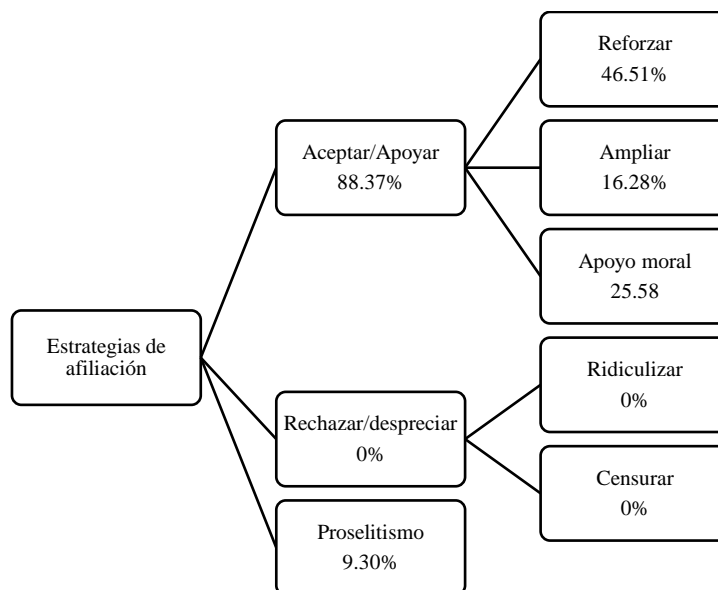 Estrategias de
afiliación
Aceptar/Apoyar
88.37%
Reforzar
46.51%
Ampliar
16.28%
Apoyo moral
25.58
Rechazar/despreciar
0%
Ridiculizar
0%
Censurar
0%
Proselitismo
9.30%